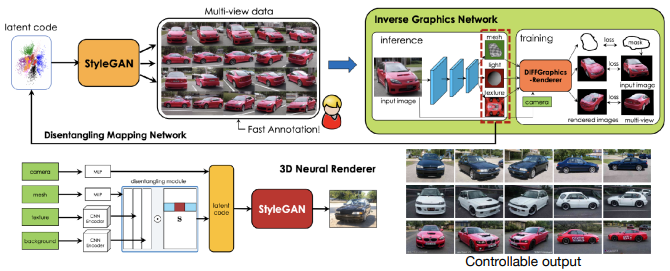 latent code
StyleGAN
Multi-view data
Fast Annotation!
Disentangling Mapping Network
Inverse Graphics Network
inference
input image
mesh
light
texture
camera
training
DIFFGraphics
-Renderer
loss
mask
loss
input image
loss
rendered images
multi-view
3D Neural Renderer
camera
MLP
mesh
MLP
texture
CNN
Encoder
background
CNN
Encoder
disentangling module
S
latent
code
StyleGAN
Controllable output